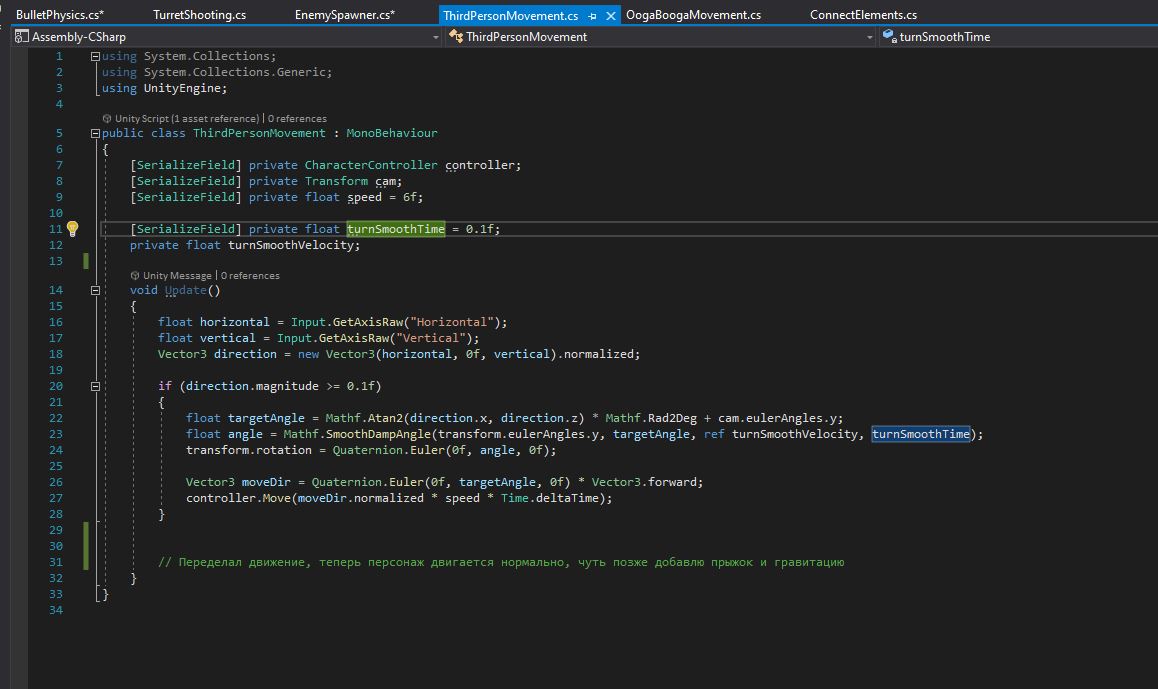 BulletPhysics.cs* TurretShooting.cs EnemySpawner.cs* ThirdPersonMovement.cs OogaBoogaMovement.cs ConnectElements.cs
Assembly-CSharp ThirdPersonMovement turnSmoothTime
1 using System.Collections;
2 using System.Collections.Generic;
3 using UnityEngine;
4
Unity Script (1 asset reference) | 0 references
5 public class ThirdPersonMovement : MonoBehaviour
6 {
7 [SerializeField] private CharacterController controller;
8 [SerializeField] private Transform cam;
9 [SerializeField] private float speed = 6f;
10
11 [SerializeField] private float turnSmoothTime = 0.1f;
12 private float turnSmoothVelocity;
13
Unity Message | 0 references
14 void Update()
15 {
16 float horizontal = Input.GetAxisRaw("Horizontal");
17 float vertical = Input.GetAxisRaw("Vertical");
18 Vector3 direction = new Vector3(horizontal, 0f, vertical).normalized;
19
20 if (direction.magnitude >= 0.1f)
21 {
22 float targetAngle = Mathf.Atan2(direction.x, direction.z) * Mathf.Rad2Deg + cam.eulerAngles.y;
23 float angle = Mathf.SmoothDampAngle(transform.eulerAngles.y, targetAngle, ref turnSmoothVelocity, turnSmoothTime);
24 transform.rotation = Quaternion.Euler(0f, angle, 0f);
25
26 Vector3 moveDir = Quaternion.Euler(0f, targetAngle, 0f) * Vector3.forward;
27 controller.Move(moveDir.normalized * speed * Time.deltaTime);
28 }
29
30
31 // Переделал движение, теперь персонаж двигается нормально, чуть позже добавлю прыжок и гравитацию
32 }
33 }
34